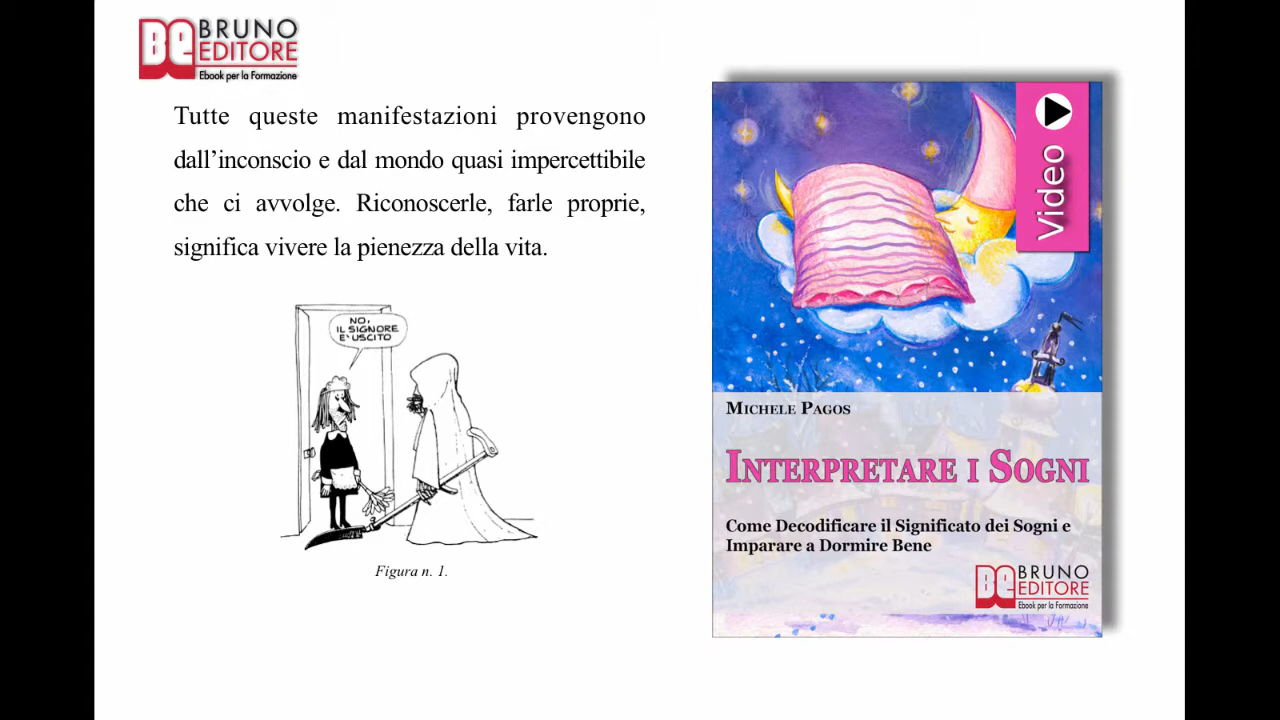 BRUNO
EDITORE
Ebook per la Formazione
Tutte queste manifestazioni provengono
dall’inconscio e dal mondo quasi impercettibile
che ci avvolge. Riconoscerle, farle proprie,
significa vivere la pienezza della vita.
NO,
IL SIGNORE
E' USCITO
Figura n. 1.
Video
MICHELE PAGOS
INTERPRETARE I SOGNI
Come Decodificare il Significato dei Sogni e
Imparare a Dormire Bene
BRUNO
EDITORE
Ebook per la Formazione